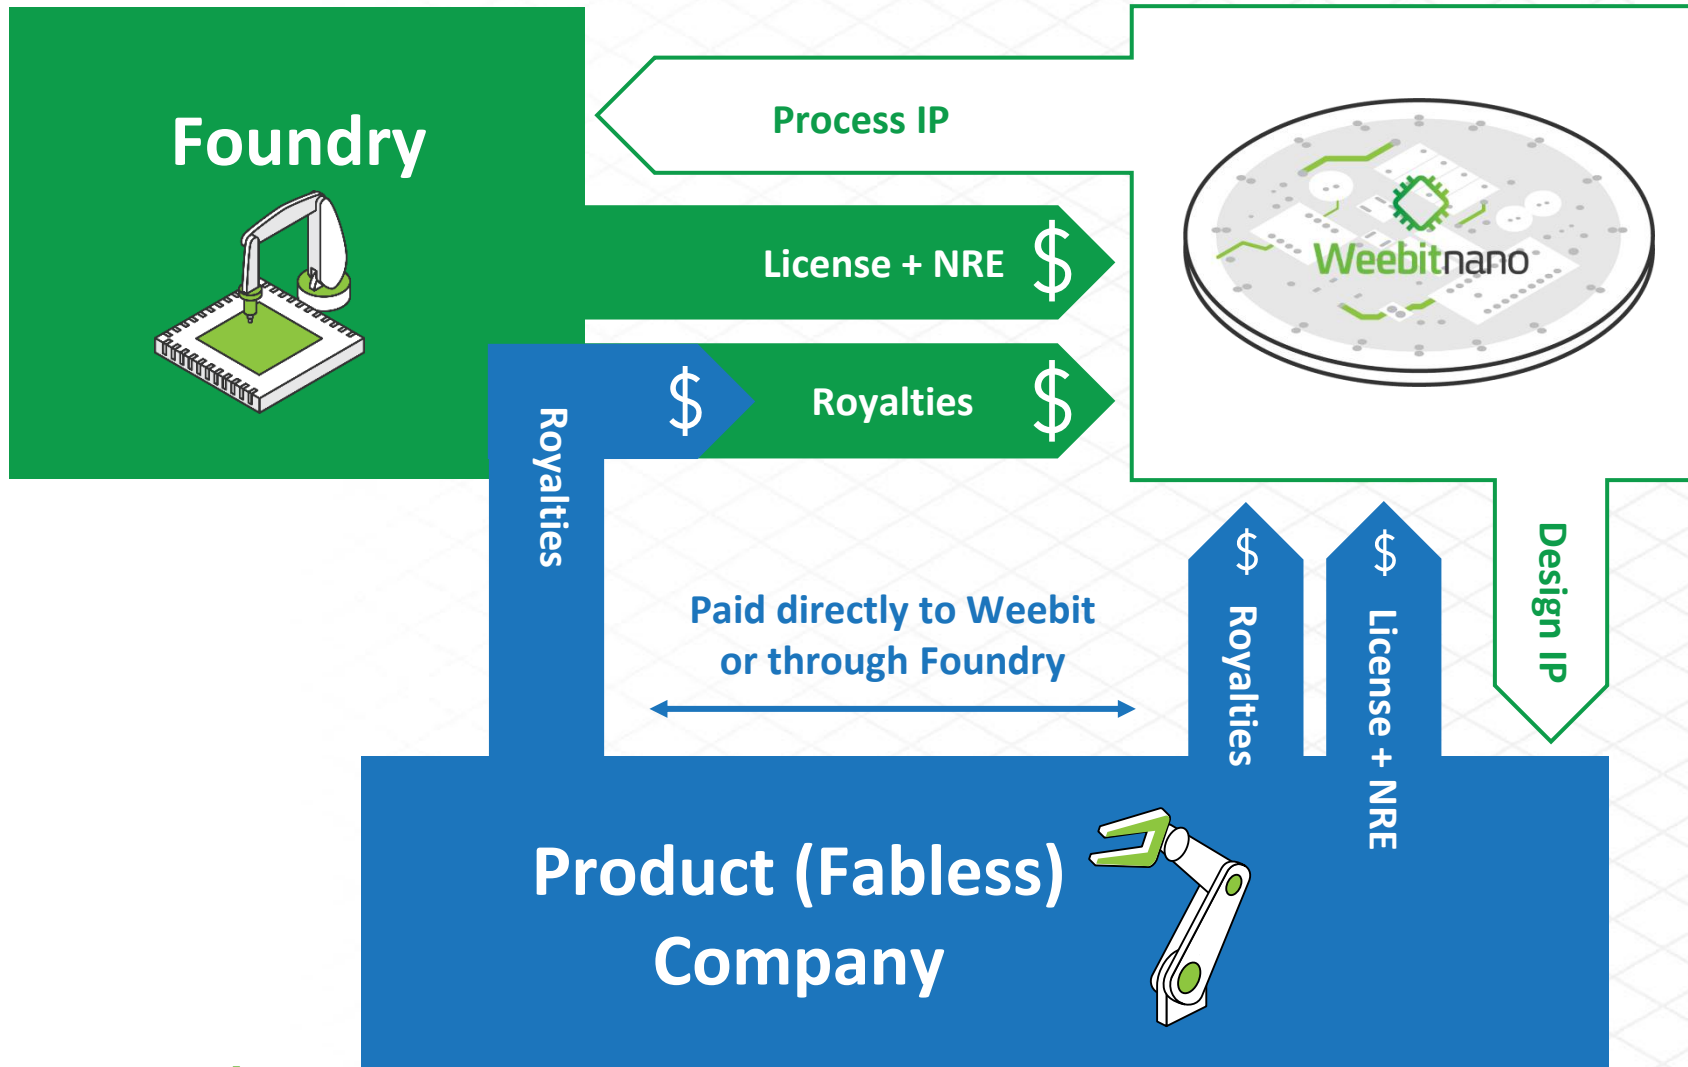 Foundry
Process IP
License + NRE $
Weebitnano
$ Royalties $
Royalties
Paid directly to Weebit
or through Foundry
$ Royalties
$ License + NRE
Design IP
Product (Fabless)
Company